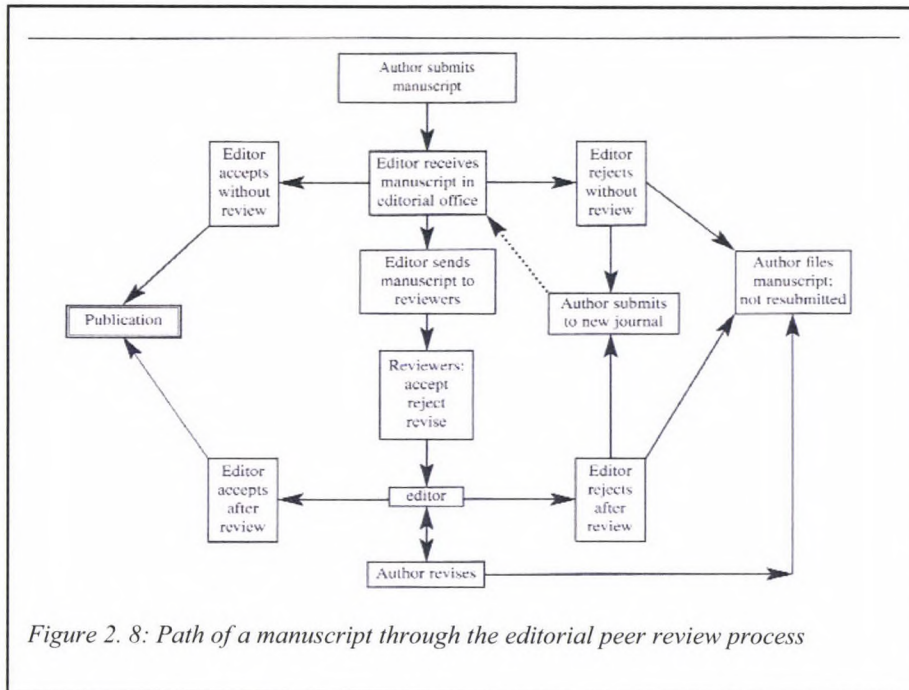 Author submits
manuscript
Editor
accepts
without
review
Editor receives
manuscript in
editorial office
Editor
rejects
without
review
Editor sends
manuscript to
reviewers
Author files
manuscript;
not resubmitted
Publication
Author submits
to new journal
Reviewers:
accept
reject
revise
Editor
accepts
after
review
editor
Editor
rejects
after
review
Author revises
Figure 2. 8: Path of a manuscript through the editorial peer review process